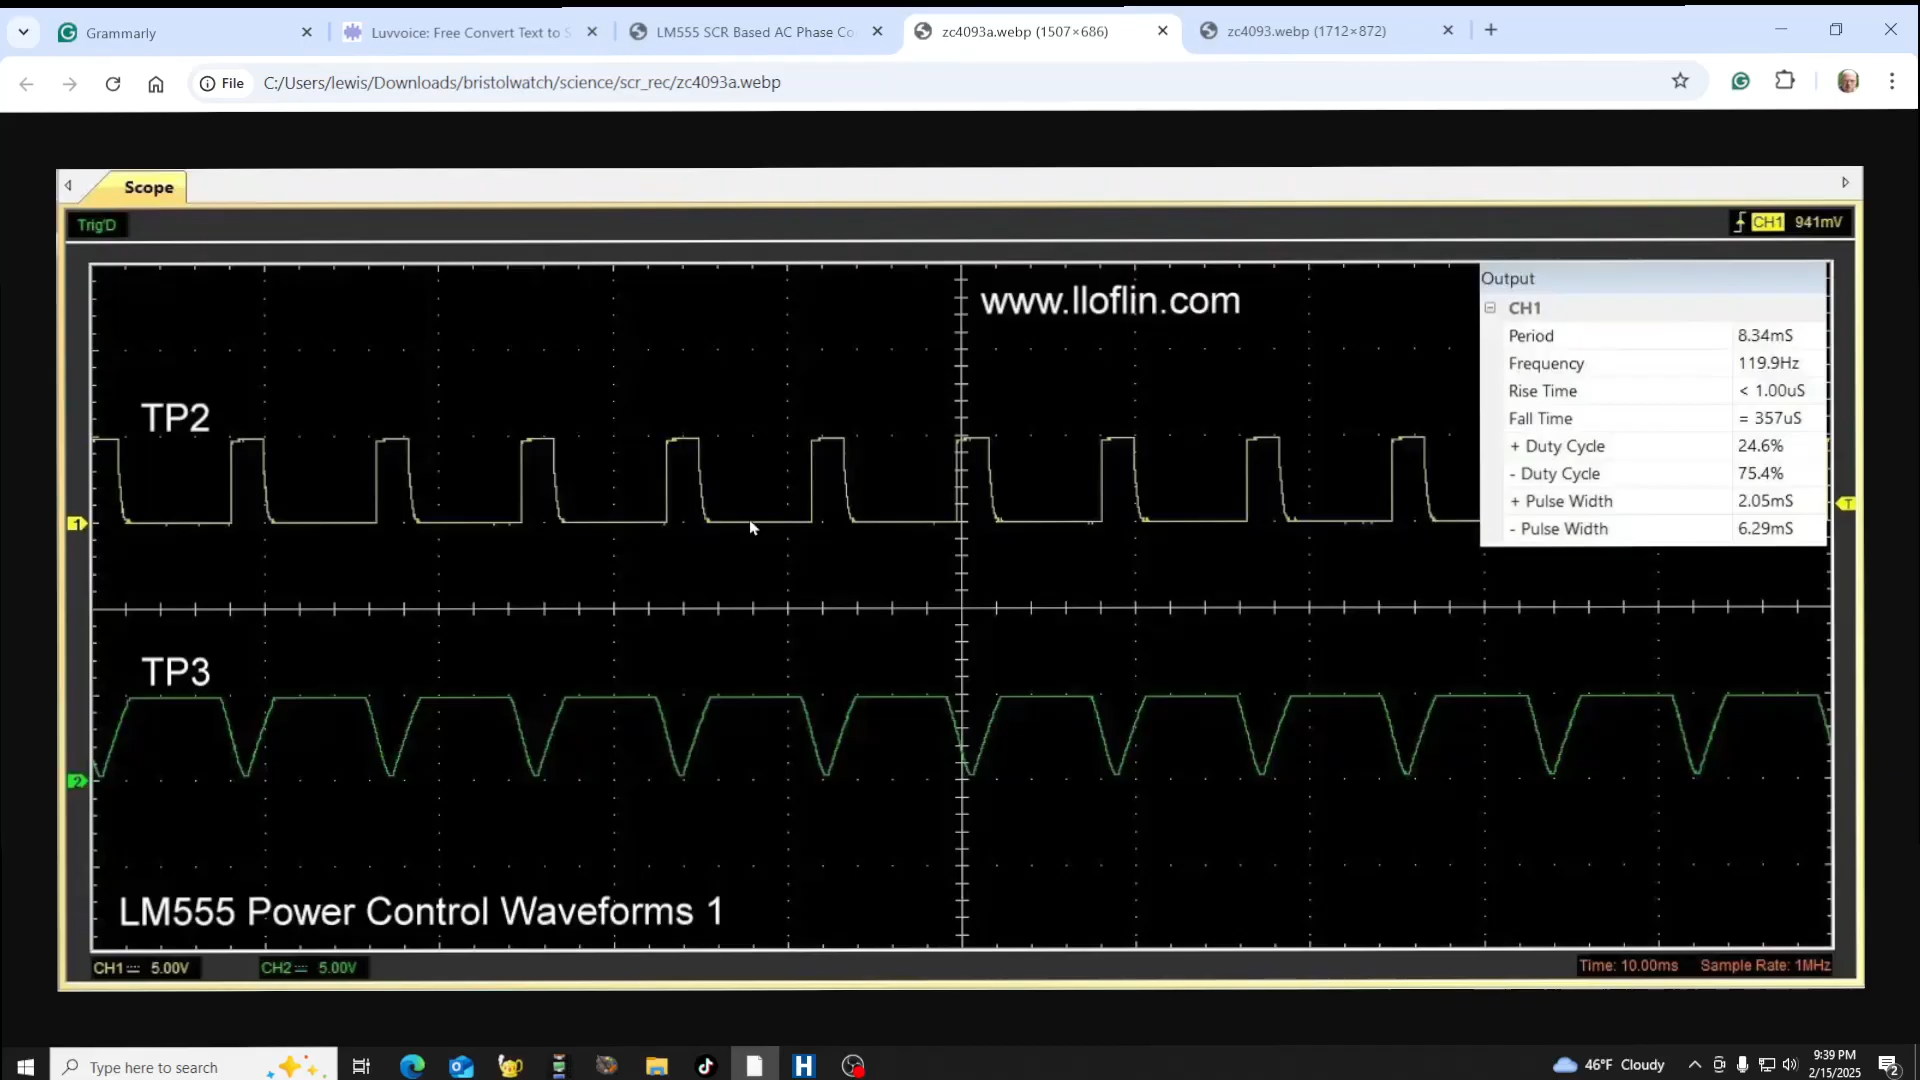 Grammarly
Luvvoice: Free Convert Text to S
LM555 SCR Based AC Phase Co
zc4093a.webp (1507×686)
zc4093.webp (1712×872)
File
C:/Users/lewis/Downloads/bristolwatch/science/scr_rec/zc4093a.webp
Scope
Trig'D
CH1 941mV
www.lloflin.com
Output
CH1
Period 8.34mS
Frequency 119.9Hz
Rise Time < 1.00uS
Fall Time = 357uS
+ Duty Cycle 24.6%
- Duty Cycle 75.4%
+ Pulse Width 2.05mS
- Pulse Width 6.29mS
TP2
1
T
TP3
2
LM555 Power Control Waveforms 1
CH1 5.00V
CH2 5.00V
Time: 10.00ms Sample Rate: 1MHz
Type here to search
H
46°F Cloudy
9:39 PM
2/15/2025
2